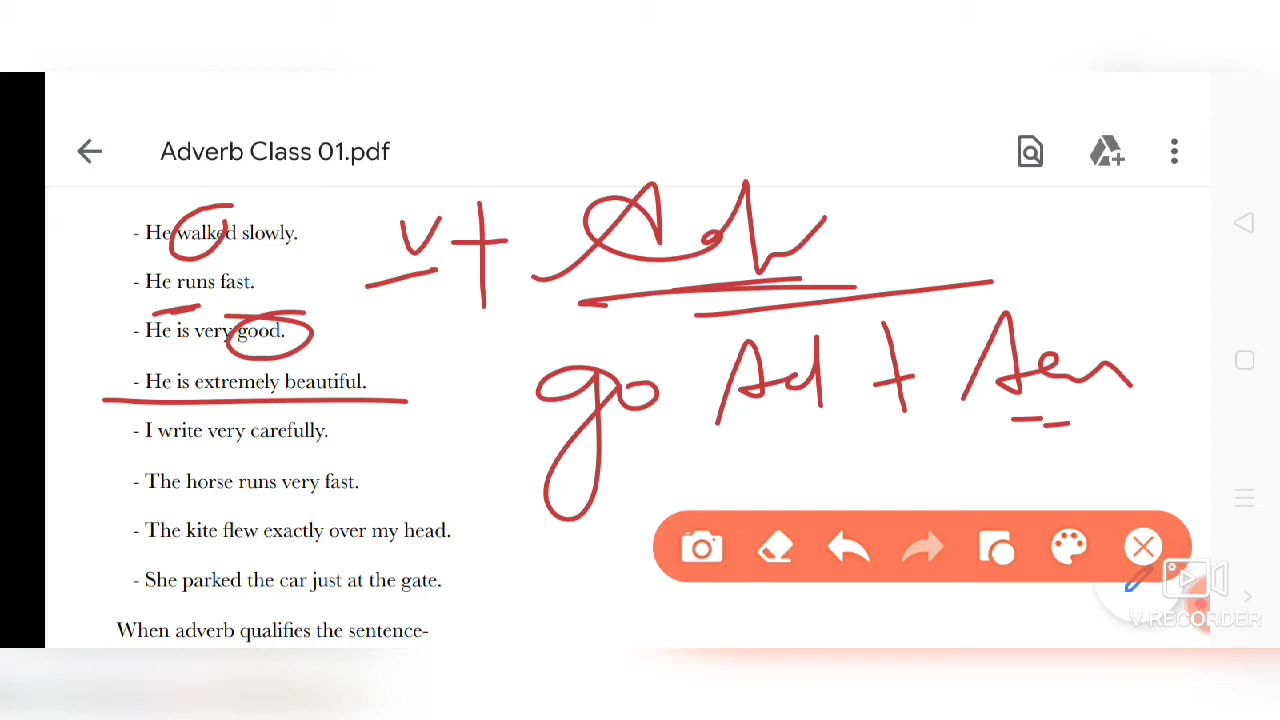 Adverb Class 01.pdf
- He walked slowly.
v + Adv
- He runs fast.
- He is very good.
go Ad +
- He is extremely beautiful.
- I write very carefully.
- The horse runs very fast.
- The kite flew exactly over my head.
- She parked the car just at the gate.
V RECORDER
When adverb qualifies the sentence-